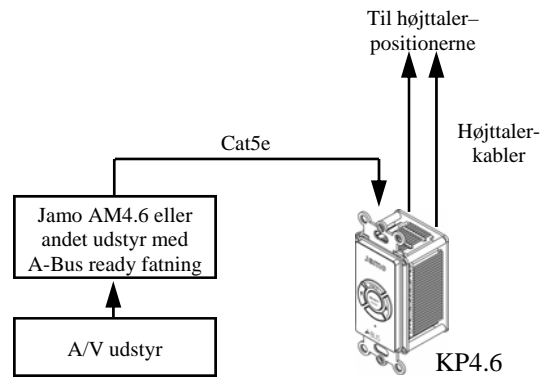 Til højttaler–
positionerne
Højttaler-
kabler
Cat5e
Jamo AM4.6 eller
andet udstyr med
A-Bus ready fatning
A/V udstyr
Jamo
KP4.6